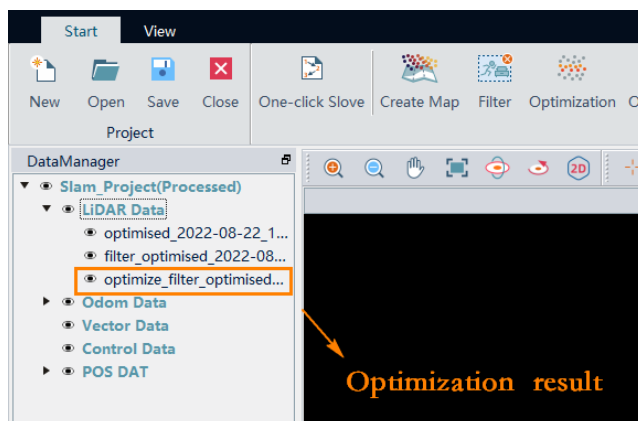 Start View
New Open Save Close One-click Slove Create Map Filter Optimization
Project
DataManager
2D
Slam_Project(Processed)
LiDAR Data
optimised_2022-08-22_1...
filter_optimised_2022-08...
optimize_filter_optimised...
Odom Data
Vector Data
Control Data
POS DAT
Optimization result